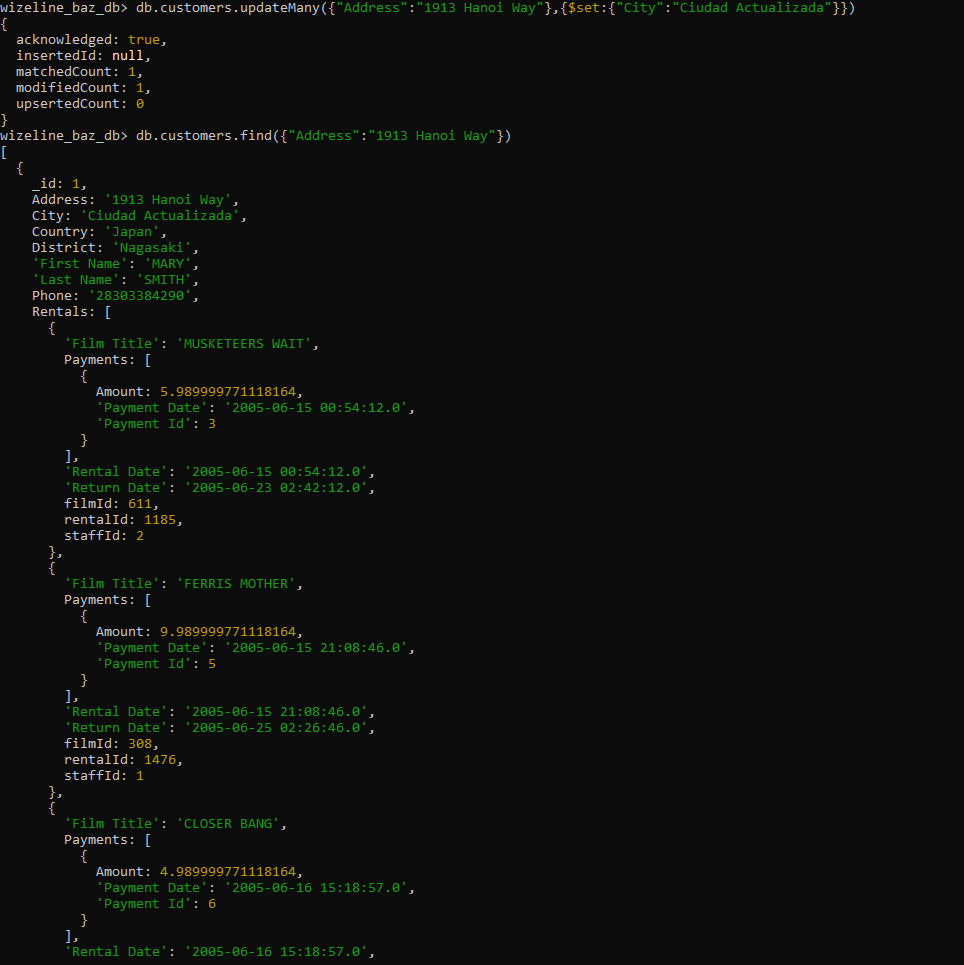 wizeline_baz_db> db.customers.updateMany({"Address":"1913 Hanoi Way"},{$set:{"City":"Ciudad Actualizada"}})
{
  acknowledged: true,
  insertedId: null,
  matchedCount: 1,
  modifiedCount: 1,
  upsertedCount: 0
}
wizeline_baz_db> db.customers.find({"Address":"1913 Hanoi Way"})
[
  {
    _id: 1,
    Address: '1913 Hanoi Way',
    City: 'Ciudad Actualizada',
    Country: 'Japan',
    District: 'Nagasaki',
    'First Name': 'MARY',
    'Last Name': 'SMITH',
    Phone: '28303384290',
    Rentals: [
      {
        'Film Title': 'MUSKETEERS WAIT',
        Payments: [
          {
            Amount: 5.989999771118164,
            'Payment Date': '2005-06-15 00:54:12.0',
            'Payment Id': 3
          }
        ],
        'Rental Date': '2005-06-15 00:54:12.0',
        'Return Date': '2005-06-23 02:42:12.0',
        filmId: 611,
        rentalId: 1185,
        staffId: 2
      },
      {
        'Film Title': 'FERRIS MOTHER',
        Payments: [
          {
            Amount: 9.989999771118164,
            'Payment Date': '2005-06-15 21:08:46.0',
            'Payment Id': 5
          }
        ],
        'Rental Date': '2005-06-15 21:08:46.0',
        'Return Date': '2005-06-25 02:26:46.0',
        filmId: 308,
        rentalId: 1476,
        staffId: 1
      },
      {
        'Film Title': 'CLOSER BANG',
        Payments: [
          {
            Amount: 4.989999771118164,
            'Payment Date': '2005-06-16 15:18:57.0',
            'Payment Id': 6
          }
        ],
        'Rental Date': '2005-06-16 15:18:57.0',